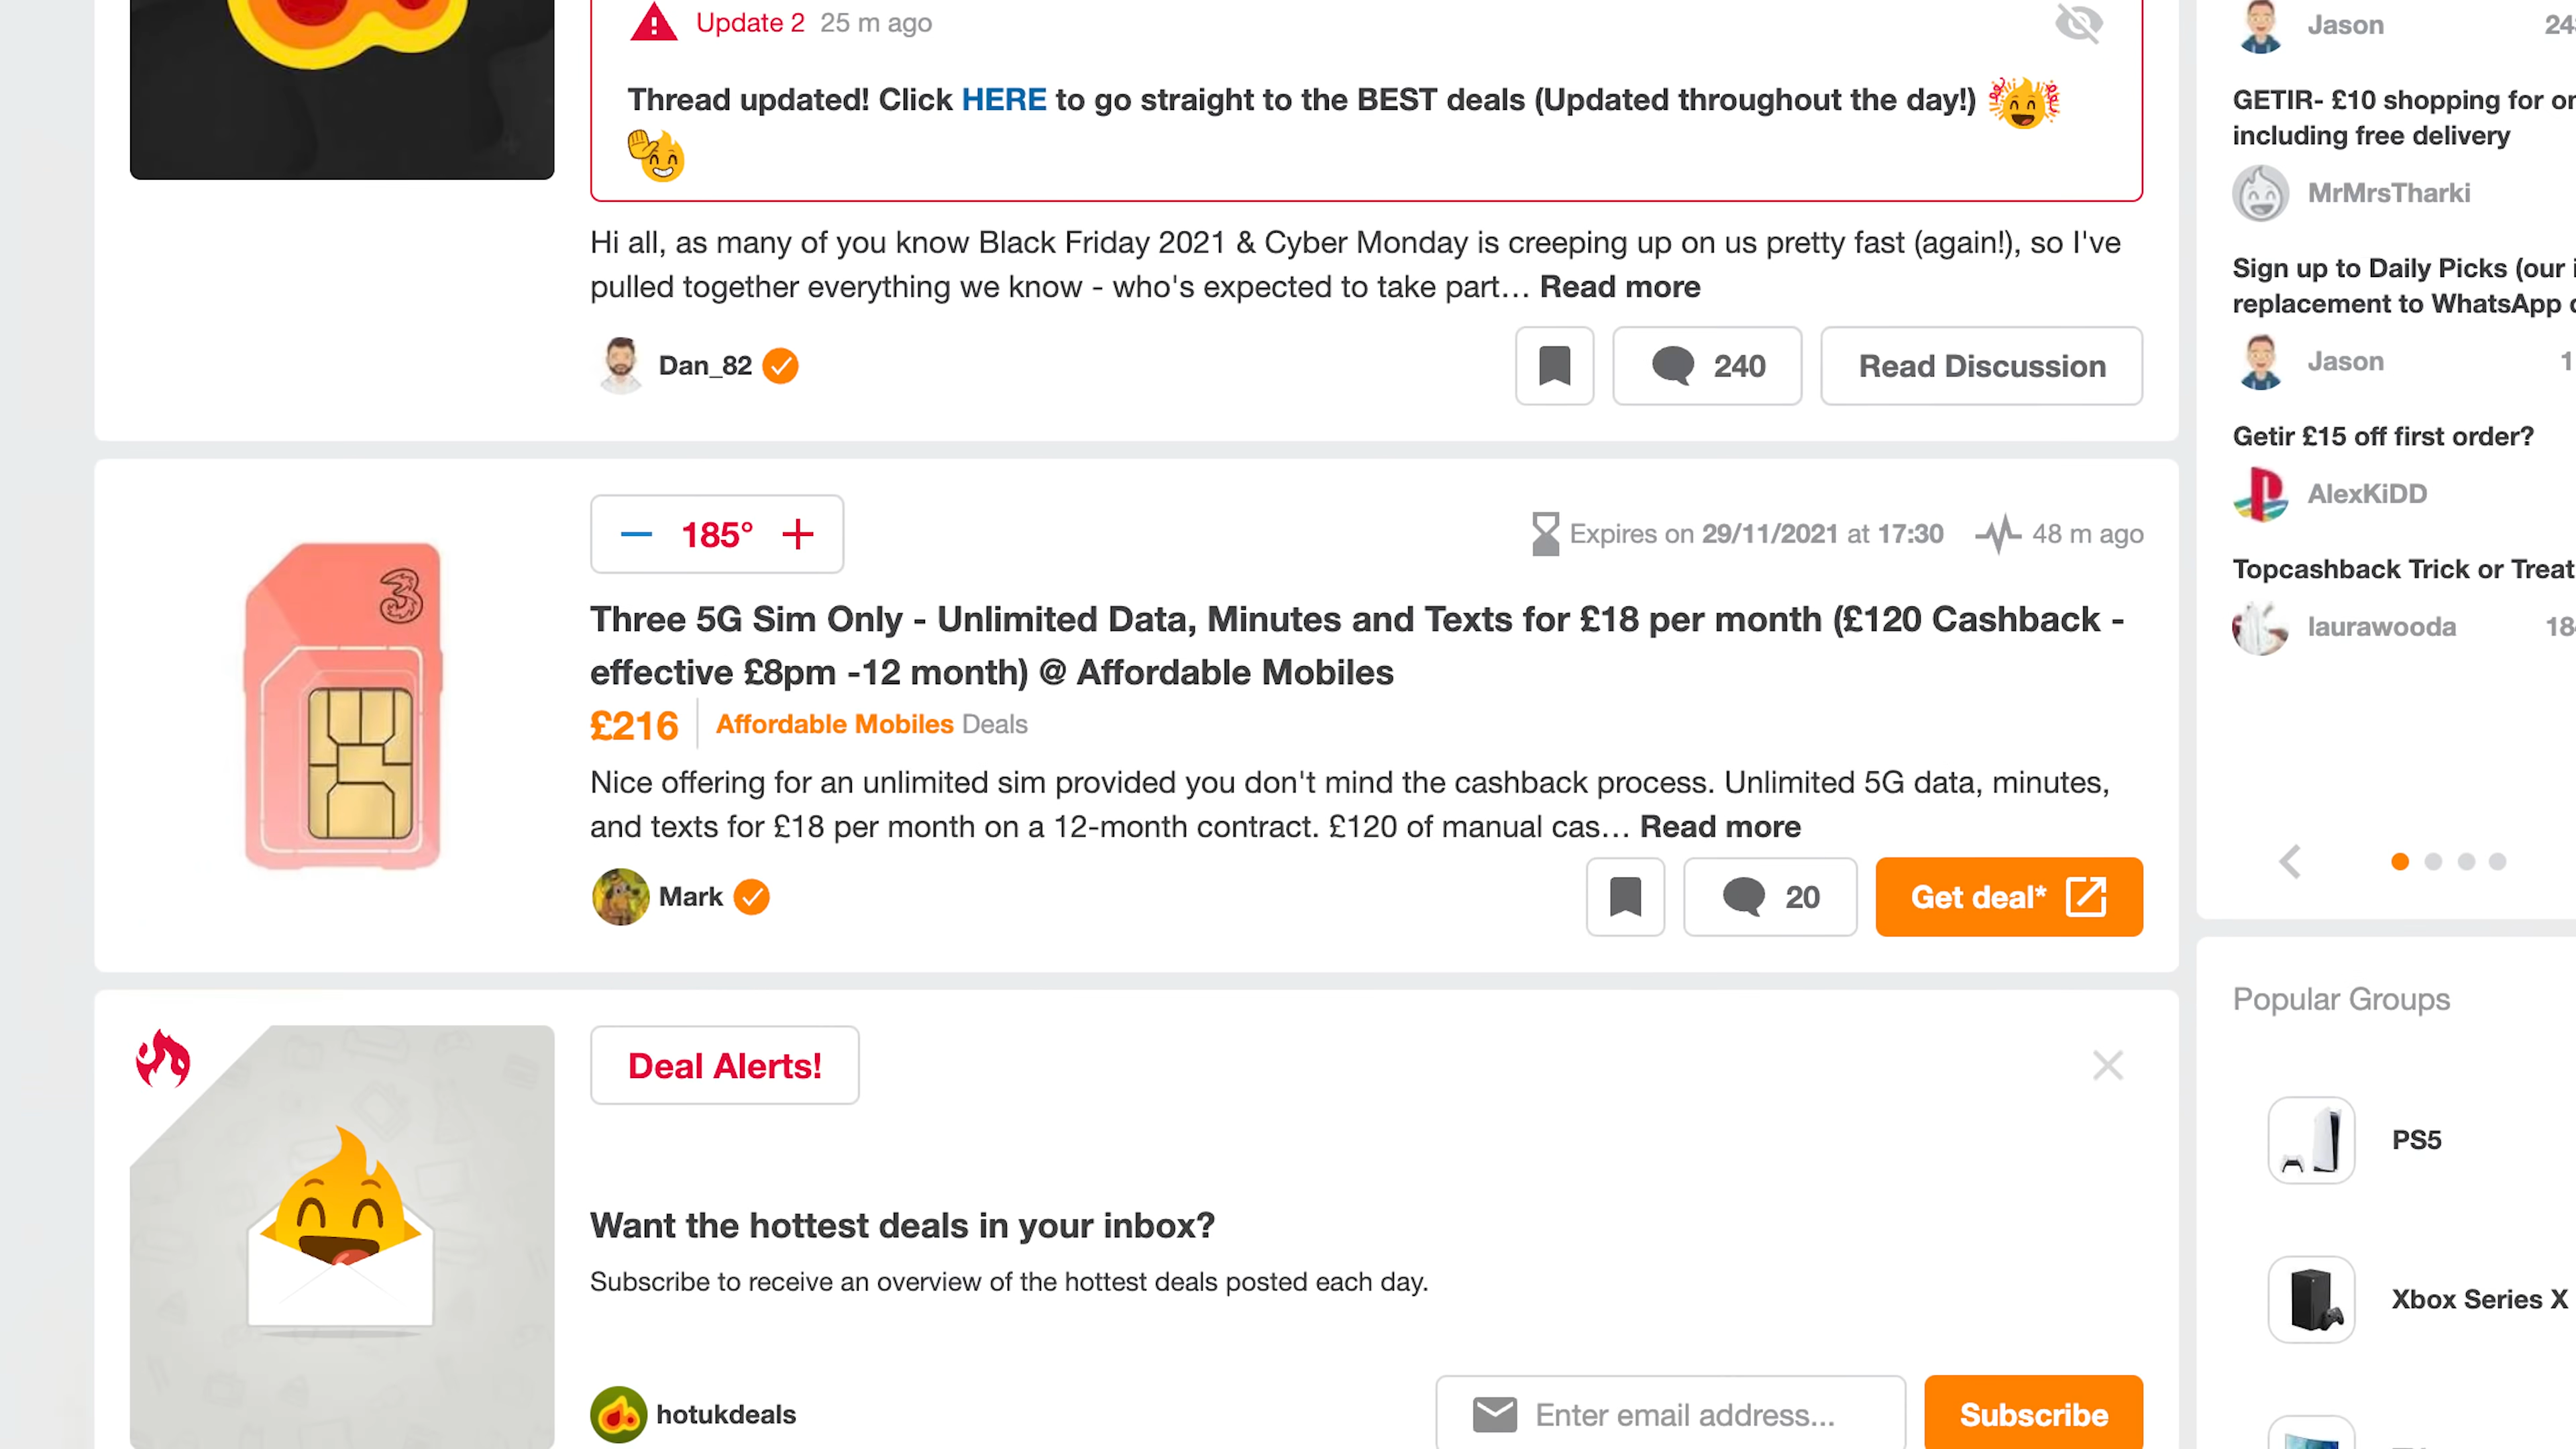 Update 2 25 m ago
Thread updated! Click HERE to go straight to the BEST deals (Updated throughout the day!)
Hi all, as many of you know Black Friday 2021 & Cyber Monday is creeping up on us pretty fast (again!), so I've
pulled together everything we know - who's expected to take part… Read more
Dan_82
240
Read Discussion
185°
Expires on 29/11/2021 at 17:30
48 m ago
3
Three 5G Sim Only - Unlimited Data, Minutes and Texts for £18 per month (£120 Cashback -
effective £8pm -12 month) @ Affordable Mobiles
£216
Affordable Mobiles Deals
Nice offering for an unlimited sim provided you don't mind the cashback process. Unlimited 5G data, minutes,
and texts for £18 per month on a 12-month contract. £120 of manual cas… Read more
Mark
20
Get deal*
Deal Alerts!
Want the hottest deals in your inbox?
Subscribe to receive an overview of the hottest deals posted each day.
hotukdeals
Enter email address...
Subscribe
Jason
GETIR- £10 shopping for
including free delivery
MrMrsTharki
Sign up to Daily Picks (our
replacement to WhatsApp
Jason
Getir £15 off first order?
AlexKiDD
Topcashback Trick or Treat
laurawooda
Popular Groups
PS5
Xbox Series X